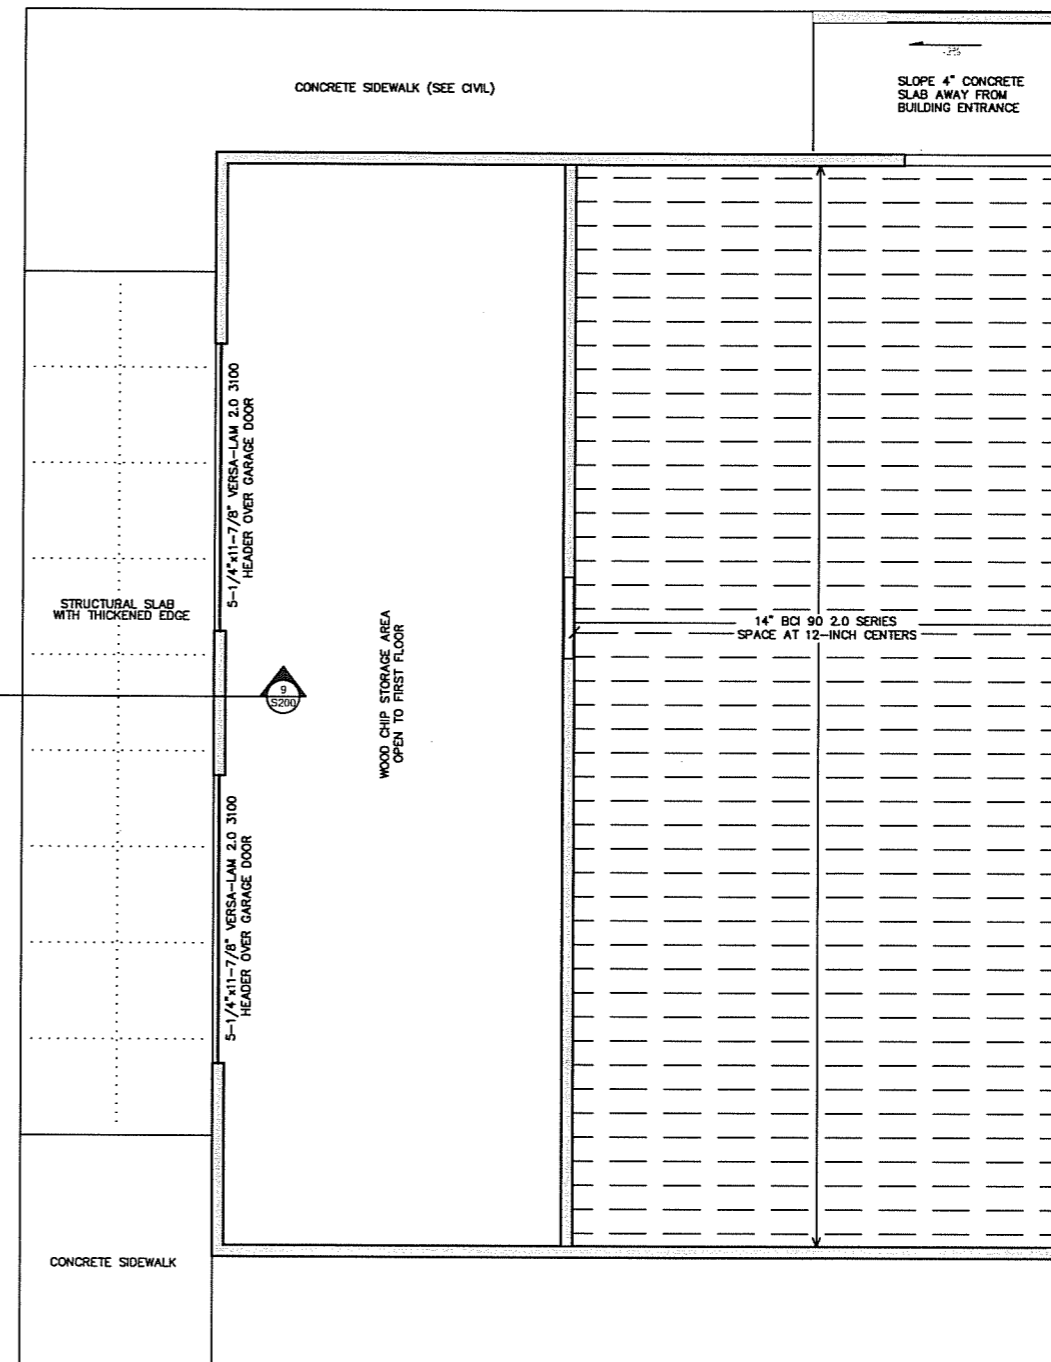 CONCRETE SIDEWALK (SEE CIVIL)
SLOPE 4" CONCRETE
SLAB AWAY FROM
BUILDING ENTRANCE
5-1/4"x11-7/8" VERSA-LAM 2.0 3100
HEADER OVER GARAGE DOOR
STRUCTURAL SLAB
WITH THICKENED EDGE
14" BCI 90 2.0 SERIES
SPACE AT 12-INCH CENTERS
9
S200
WOOD CHIP STORAGE AREA
OPEN TO FIRST FLOOR
5-1/4"x11-7/8" VERSA-LAM 2.0 3100
HEADER OVER GARAGE DOOR
CONCRETE SIDEWALK